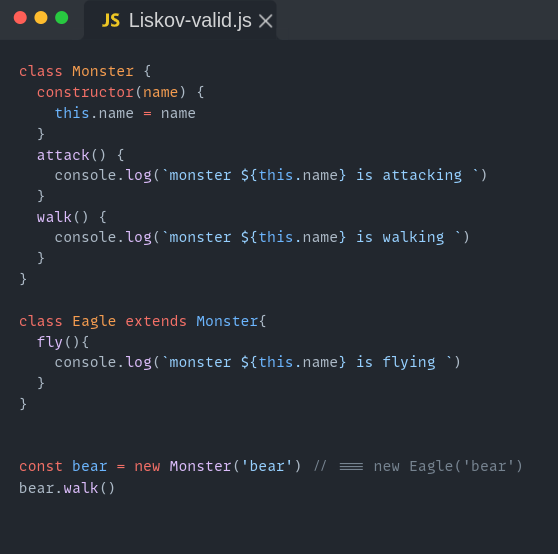 JS Liskov-valid.js
class Monster {
  constructor(name) {
    this.name = name
  }
  attack() {
    console.log(`monster ${this.name} is attacking `)
  }
  walk() {
    console.log(`monster ${this.name} is walking `)
  }
}

class Eagle extends Monster{
  fly(){
    console.log(`monster ${this.name} is flying `)
  }
}

const bear = new Monster('bear') // === new Eagle('bear')
bear.walk()